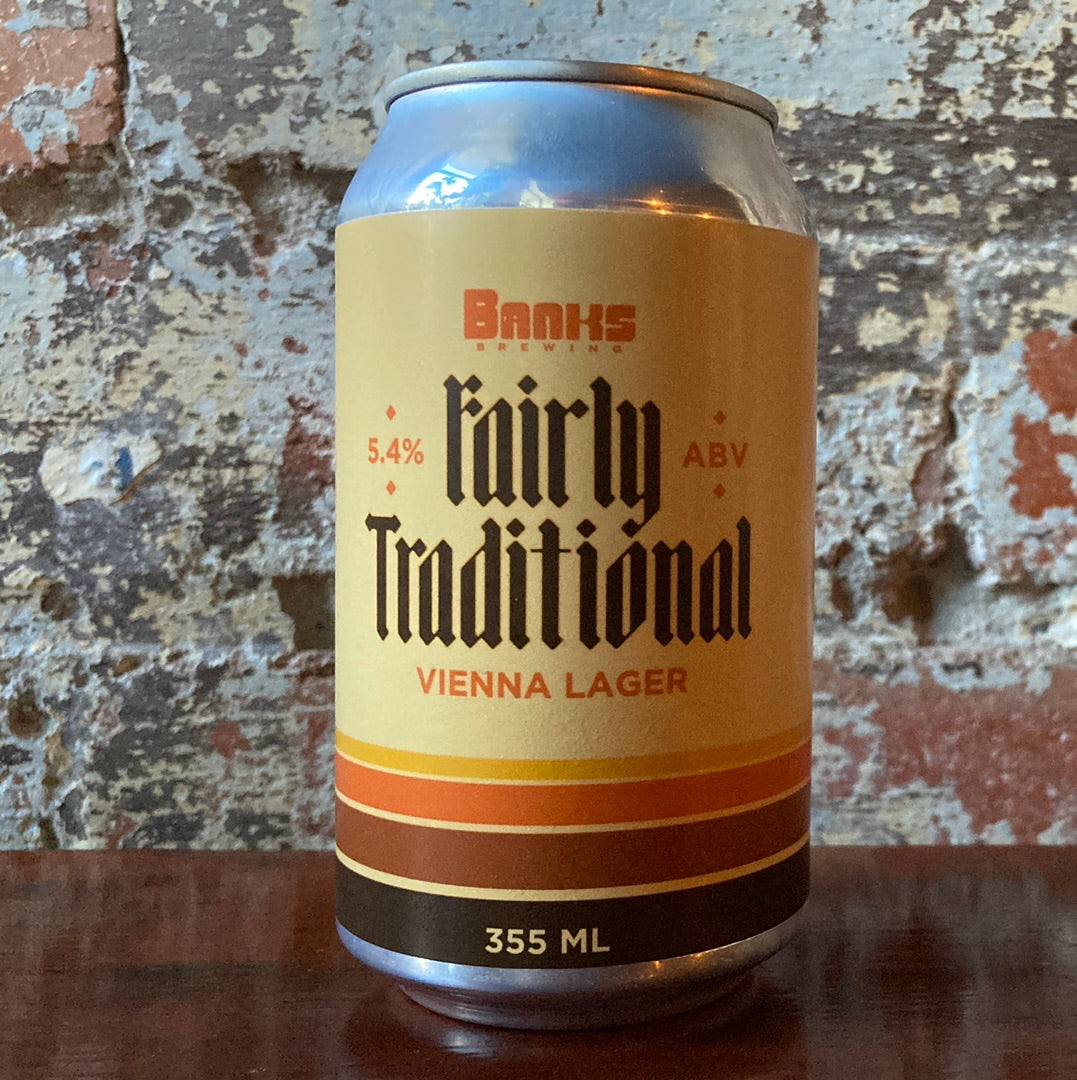 BANKS
BREWING
Fairly
5.4% ABV
Traditional
VIENNA LAGER
355 ML